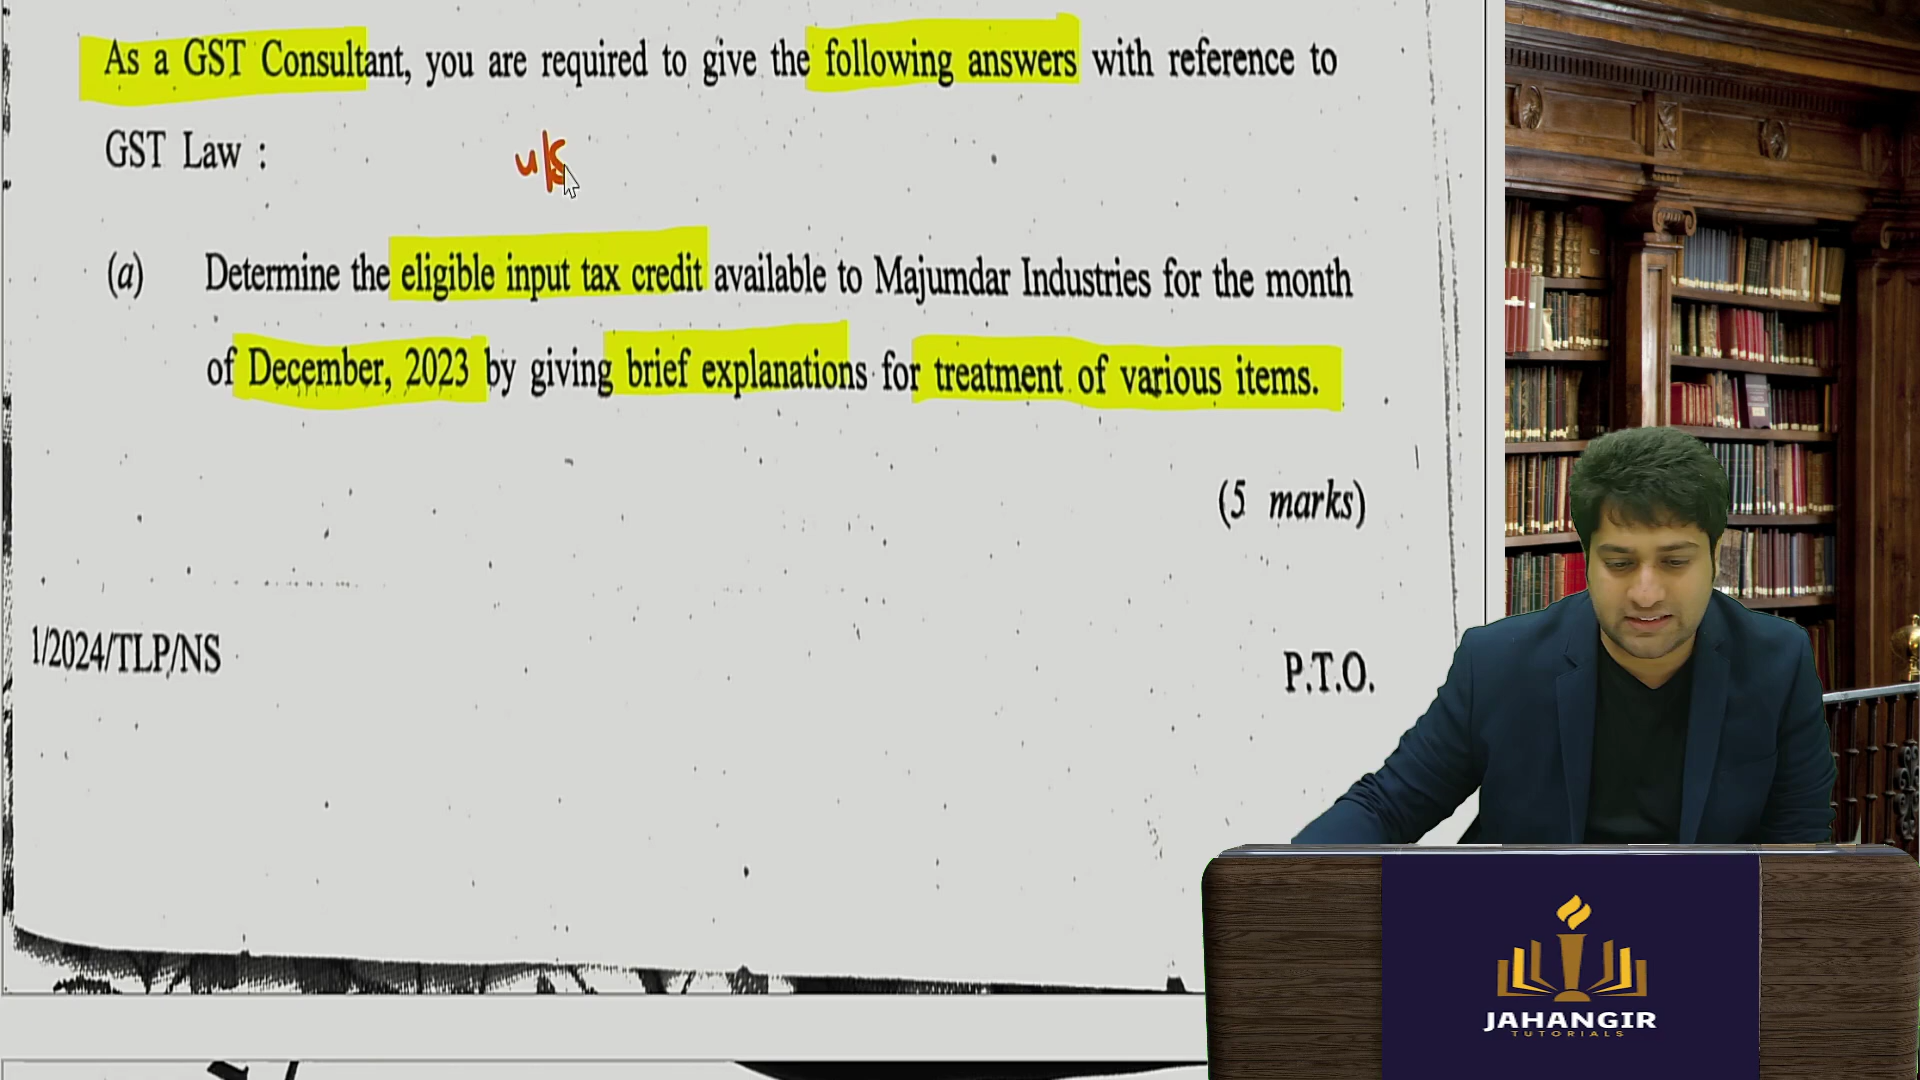 As a GST Consultant, you are required to give the following answers with reference to
GST Law :
u/s
(a) Determine the eligible input tax credit available to Majumdar Industries for the month
of December, 2023 by giving brief explanations for treatment of various items.
(5 marks)
1/2024/TLP/NS
P.T.O.
JAHANGIR
TUTORIALS